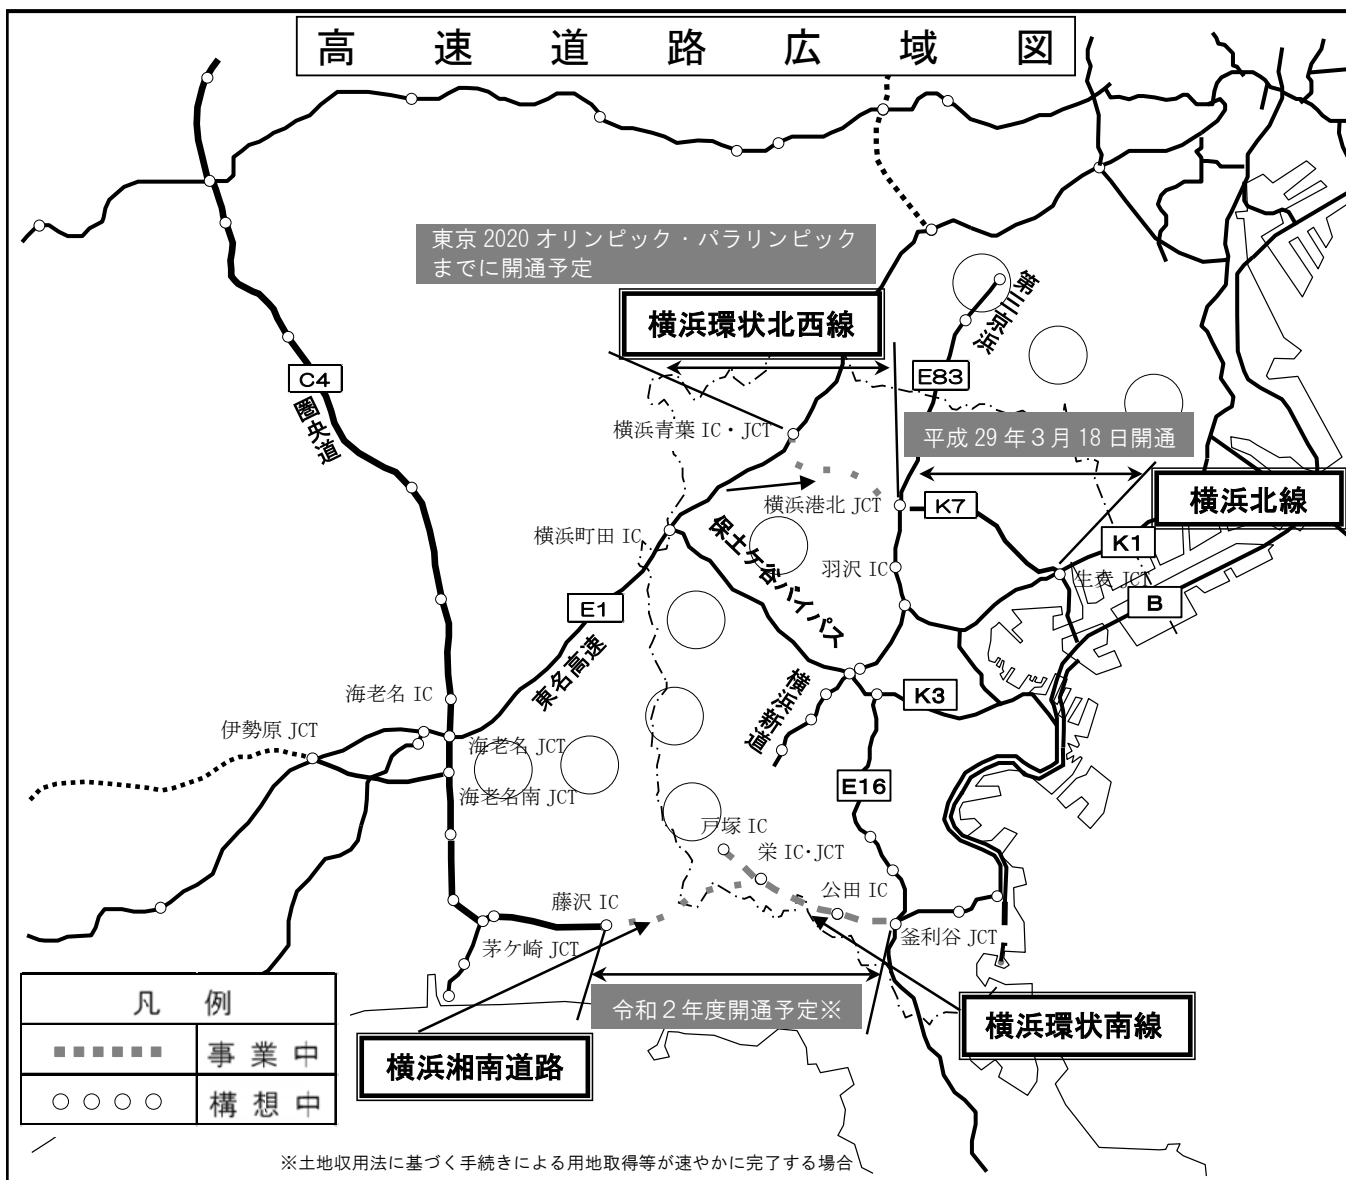 高速道路広域図
東京 2020 オリンピック・パラリンピック
までに開通予定
横浜環状北西線
第三京浜
E83
C4
圏央道
横浜青葉 IC・JCT
平成 29 年 3 月 18 日開通
横浜港北 JCT
K7
横浜北線
横浜町田 IC
保土ケ谷バイパス
K1
羽沢 IC
生麦 JCT
E1
B
東名高速
海老名 IC
横浜新道
K3
伊勢原 JCT
海老名 JCT
E16
海老名南 JCT
戸塚 IC
栄 IC・JCT
公田 IC
藤沢 IC
釜利谷 JCT
茅ケ崎 JCT
凡例
令和 2 年度開通予定※
横浜環状南線
事業中
横浜湘南道路
構想中
※土地収用法に基づく手続きによる用地取得等が速やかに完了する場合